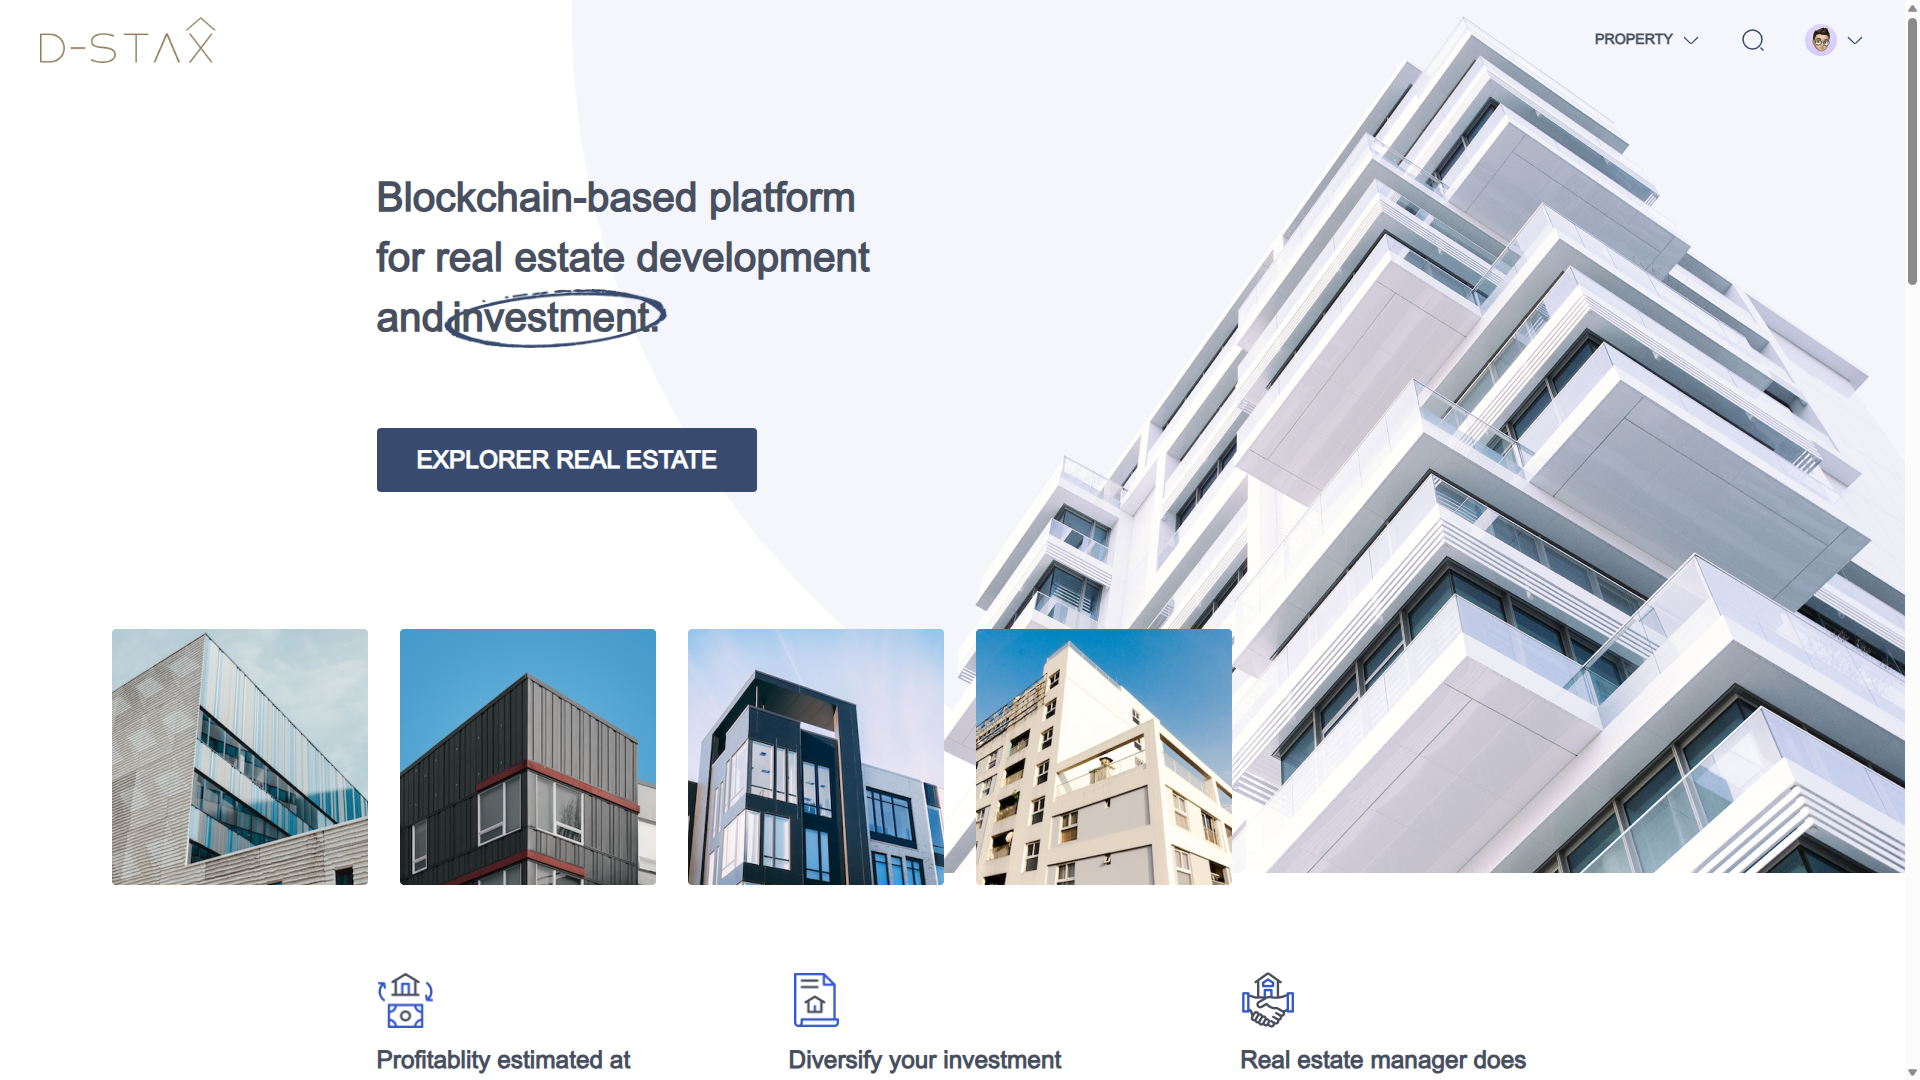 D-STAX
PROPERTY
Blockchain-based platform
for real estate development
and investment.
EXPLORER REAL ESTATE
Profitablity estimated at
Diversify your investment
Real estate manager does